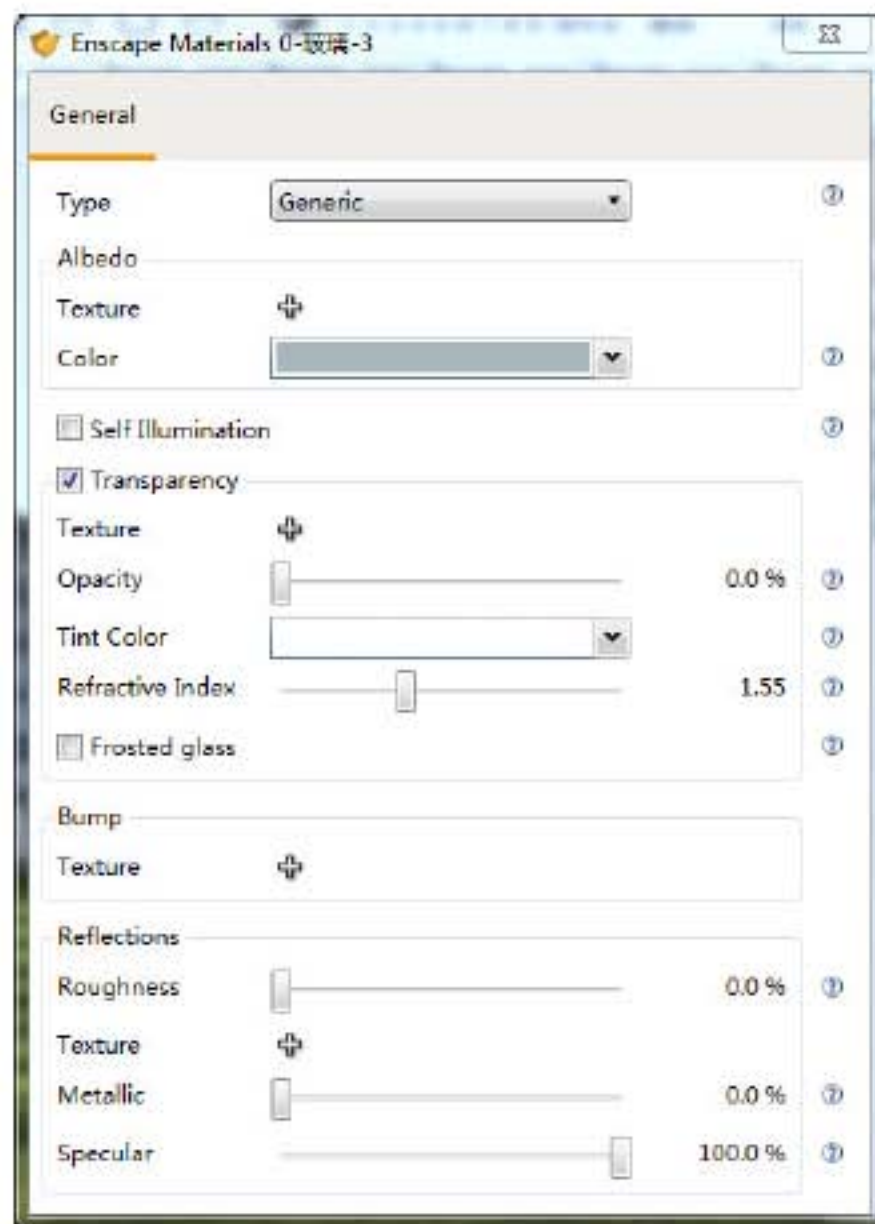 Enscape Materials 0-玻璃-3
General
Type Generic
Albedo
Texture
Color
Self Illumination
Transparency
Texture
Opacity 0.0 %
Tint Color
Refractive Index 1.55
Frosted glass
Bump
Texture
Reflections
Roughness 0.0 %
Texture
Metallic 0.0 %
Specular 100.0 %